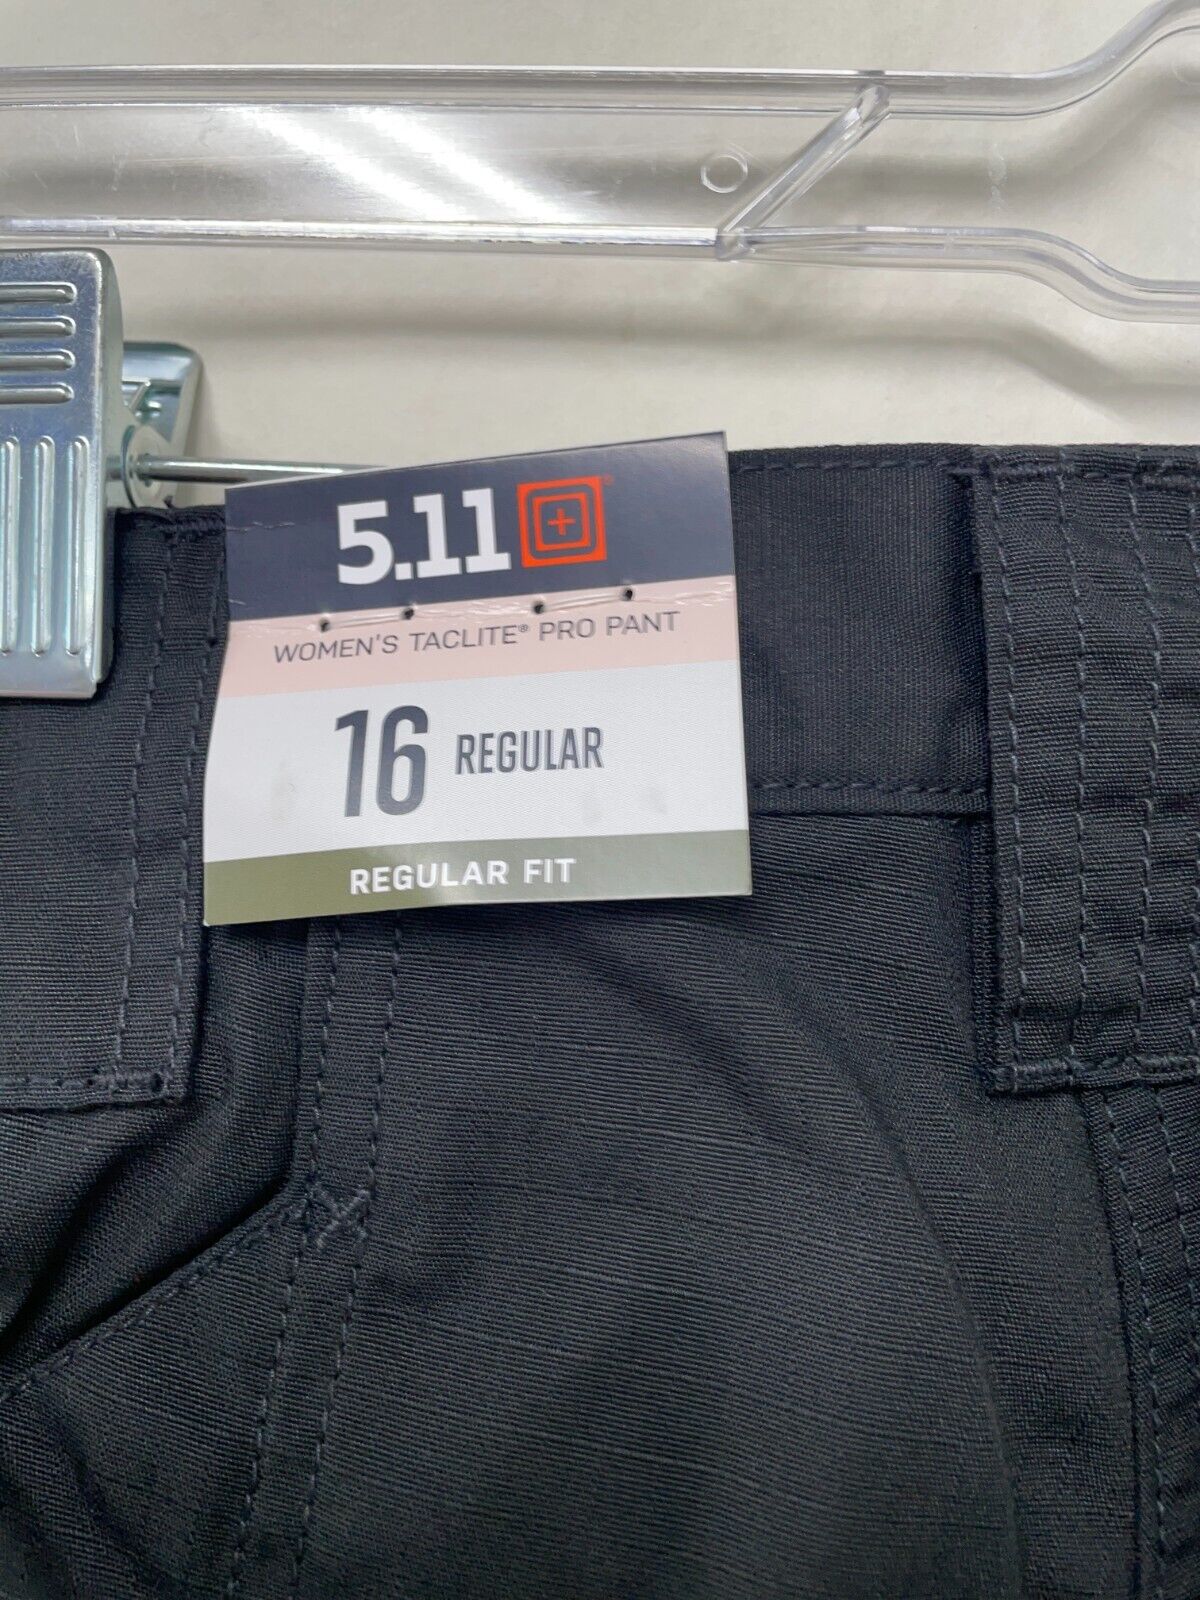 5.11®
WOMEN'S TACLITE® PRO PANT
16 REGULAR
REGULAR FIT